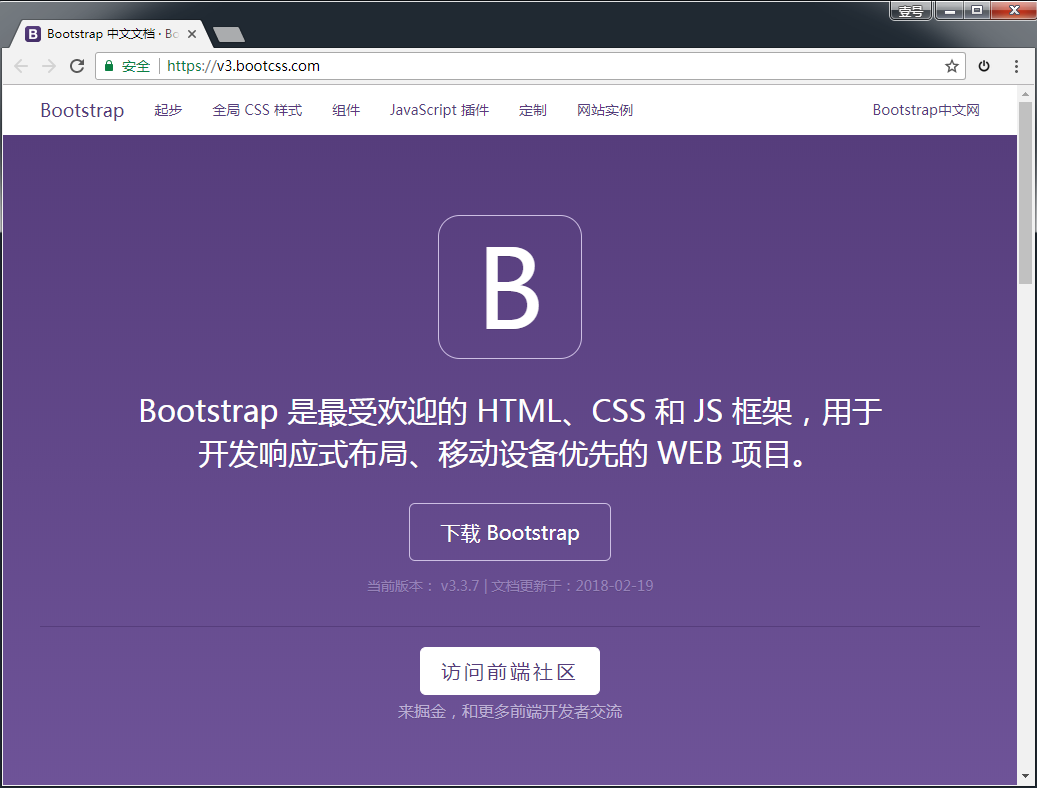 壹号
Bootstrap 中文文档 · Bo
安全 https://v3.bootcss.com
Bootstrap 起步 全局 CSS 样式 组件 JavaScript 插件 定制 网站实例 Bootstrap中文网
B
Bootstrap 是最受欢迎的 HTML、CSS 和 JS 框架，用于
开发响应式布局、移动设备优先的 WEB 项目。
下载 Bootstrap
当前版本： v3.3.7 | 文档更新于：2018-02-19
访问前端社区
来掘金，和更多前端开发者交流